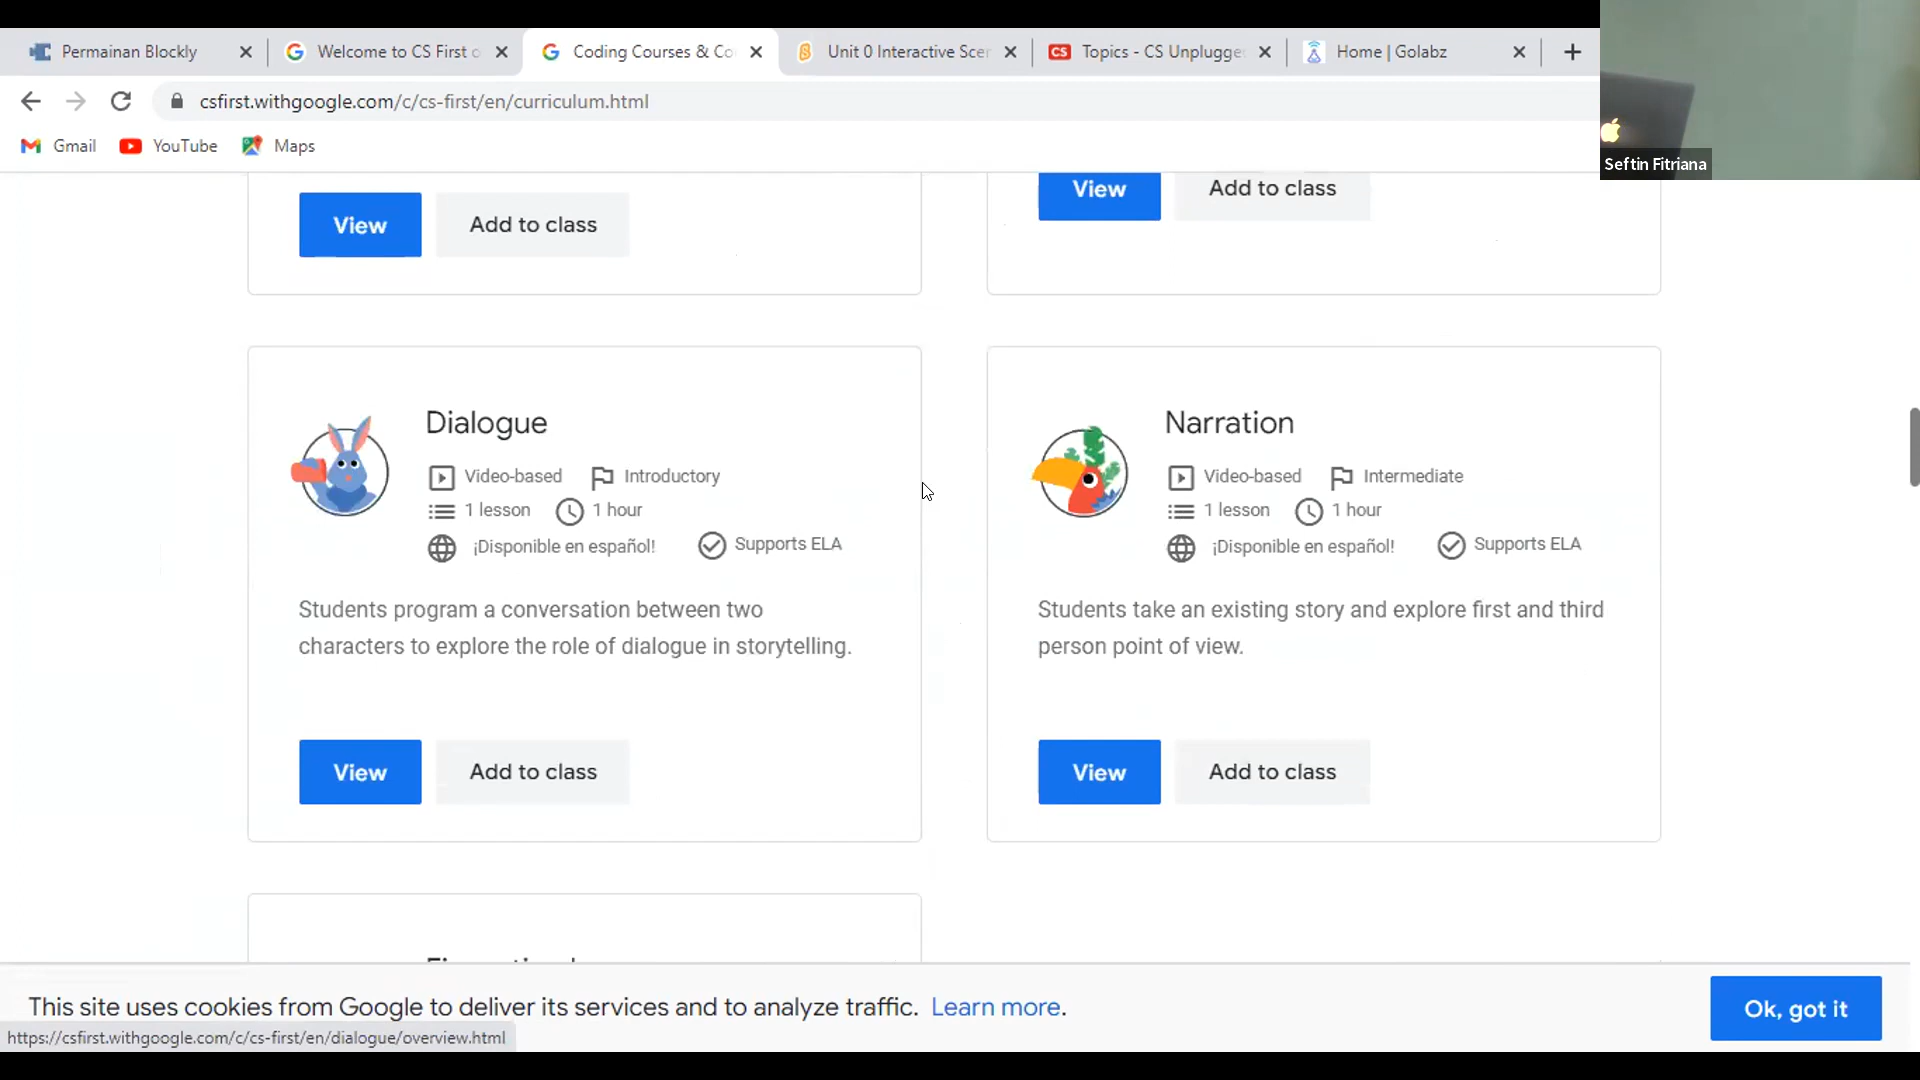 Permainan Blockly
Welcome to CS First
Coding Courses & Co
Unit 0 Interactive Scer
Topics - CS Unplugge
Home | Golabz
csfirst.withgoogle.com/c/cs-first/en/curriculum.html
Gmail
YouTube
Maps
Seftin Fitriana
View
Add to class
View
Add to class
Dialogue
Video-based
Introductory
1 lesson
1 hour
¡Disponible en español!
Supports ELA
Students program a conversation between two
characters to explore the role of dialogue in storytelling.
View
Add to class
Narration
Video-based
Intermediate
1 lesson
1 hour
¡Disponible en español!
Supports ELA
Students take an existing story and explore first and third
person point of view.
View
Add to class
This site uses cookies from Google to deliver its services and to analyze traffic. Learn more.
Ok, got it
https://csfirst.withgoogle.com/c/cs-first/en/dialogue/overview.html